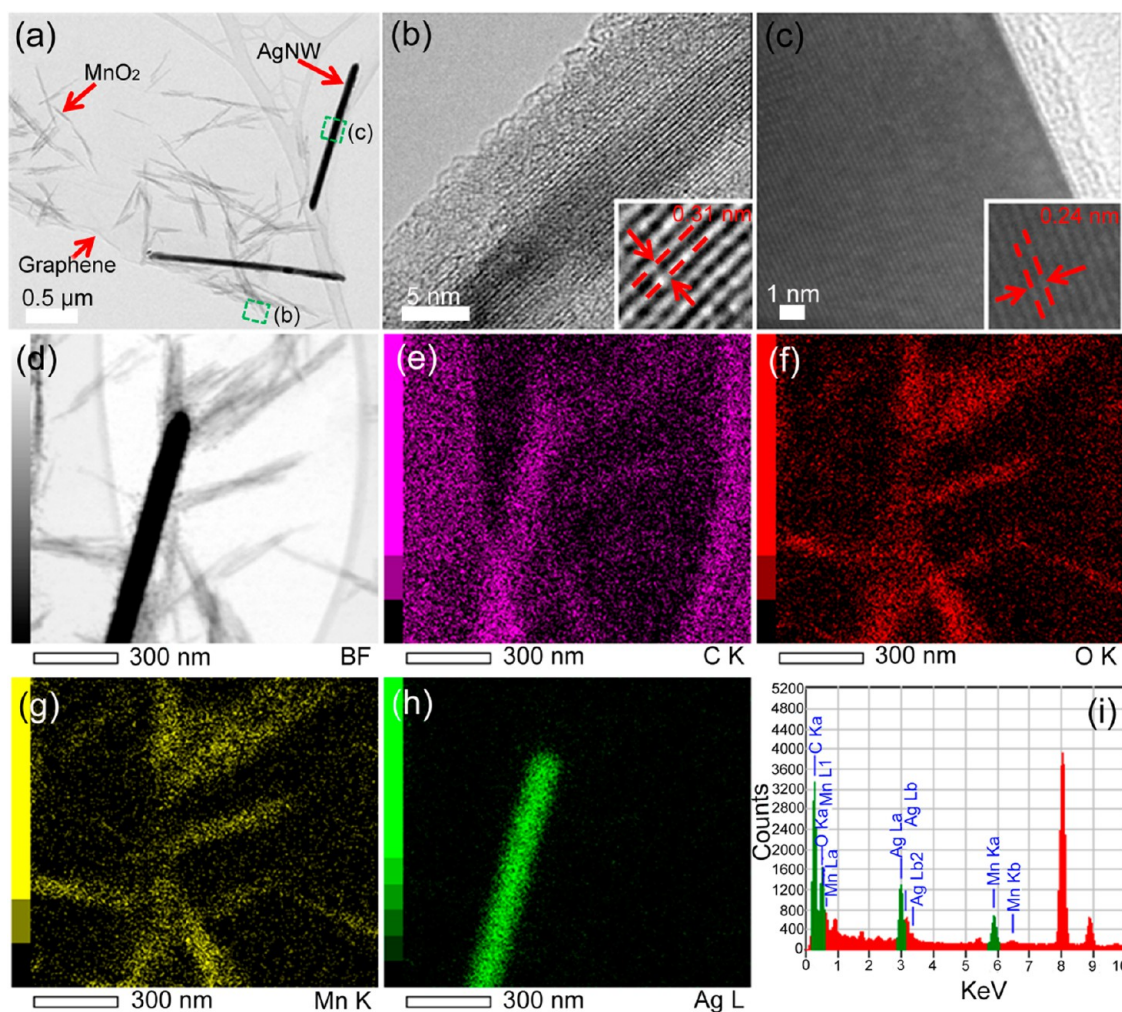 (a)
AgNW
MnO₂
(c)
Graphene
0.5 μm
(b)
(b)
0.31 nm
5 nm
(c)
0.24 nm
1 nm
(d)
300 nm BF
(e)
300 nm C K
(f)
300 nm O K
(g)
300 nm Mn K
(h)
300 nm Ag L
(i)
5200
4800
4400
4000
3600
3200
2800
2400
2000
1600
1200
800
400
0
Counts
C Ka
O Ka
Mn L1
Mn La
Ag La
Ag Lb
Ag Lb2
Mn Ka
Mn Kb
0 1 2 3 4 5 6 7 8 9 10
KeV